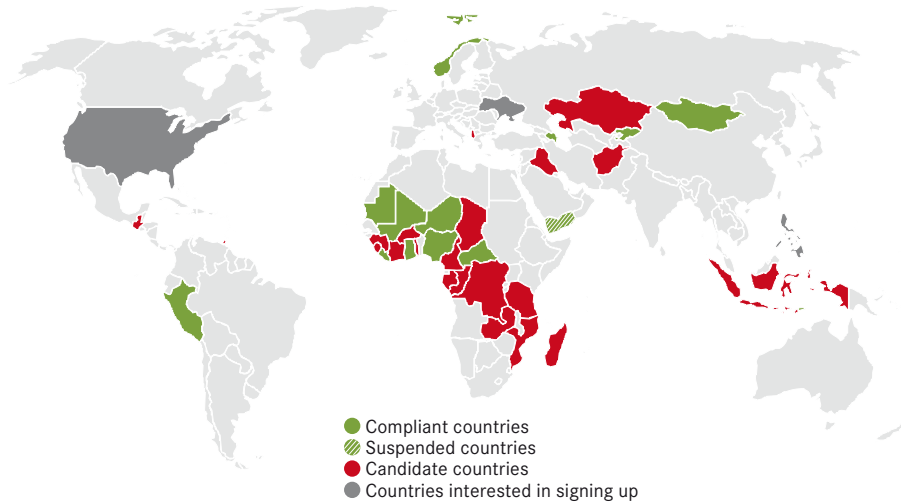 Compliant countries
Suspended countries
Candidate countries
Countries interested in signing up